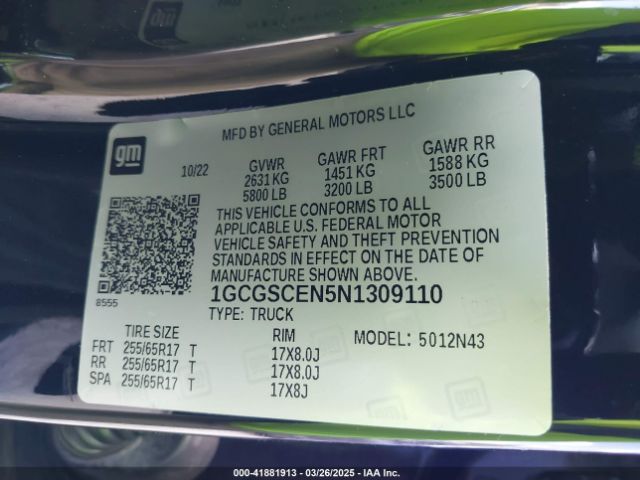 MFD BY GENERAL MOTORS LLC
gm
10/22
GVWR GAWR FRT GAWR RR
2631 KG 1451 KG 1588 KG
5800 LB 3200 LB 3500 LB
THIS VEHICLE CONFORMS TO ALL
APPLICABLE U.S. FEDERAL MOTOR
VEHICLE SAFETY AND THEFT PREVENTION
STANDARDS IN EFFECT ON THE DATE OF
MANUFACTURE SHOWN ABOVE.
8555
1GCGSCEN5N1309110
TYPE: TRUCK
TIRE SIZE RIM MODEL: 5012N43
FRT 255/65R17 T 17X8.0J
RR 255/65R17 T 17X8.0J
SPA 255/65R17 T 17X8J
000-41881913 — 03/26/2025 — IAA Inc.